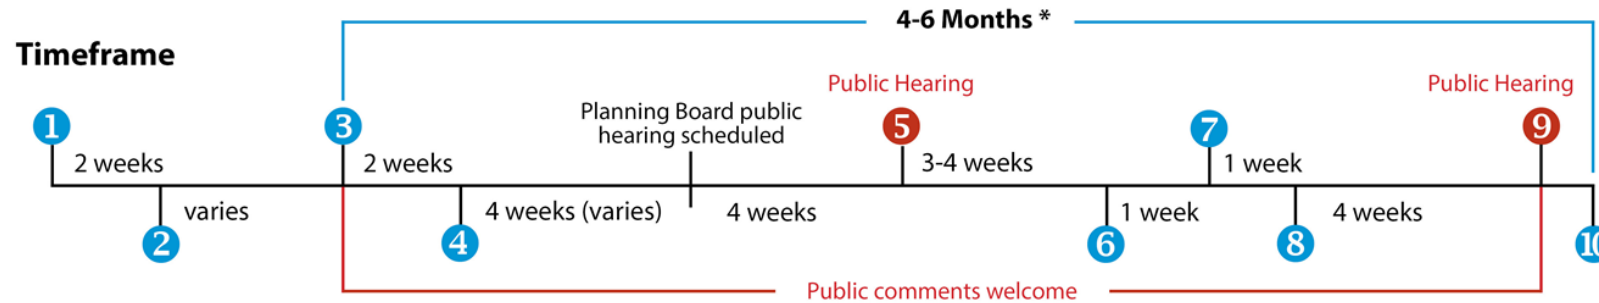 4-6 Months *
Timeframe
Public Hearing
Public Hearing
Planning Board public
hearing scheduled
1
3
5
7
9
2 weeks
2 weeks
3-4 weeks
1 week
varies
4 weeks (varies)
4 weeks
1 week
4 weeks
2
4
6
8
10
Public comments welcome